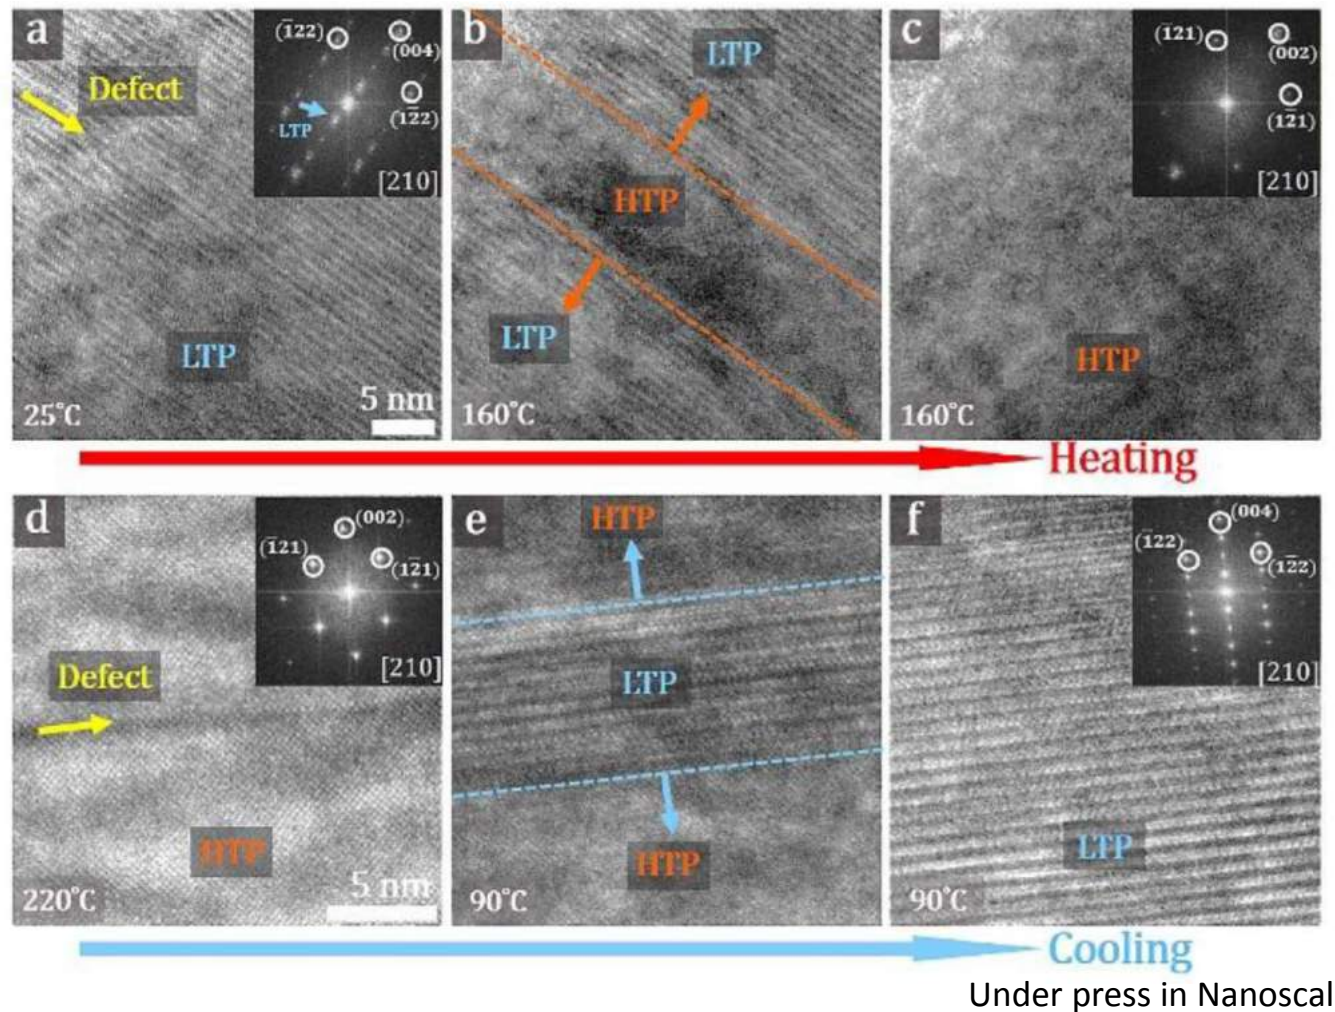 a
(1̅22)
(004)
Defect
LTP
(12̅2)
[210]
LTP
25°C
5 nm
b
LTP
HTP
LTP
160°C
c
(1̅21)
(002)
(12̅1)
[210]
HTP
160°C
Heating
d
(002)
(1̅21)
(12̅1)
[210]
Defect
HTP
220°C
5 nm
e
HTP
LTP
HTP
90°C
f
(004)
(1̅22)
(12̅2)
[210]
LTP
90°C
Cooling
Under press in Nanoscal